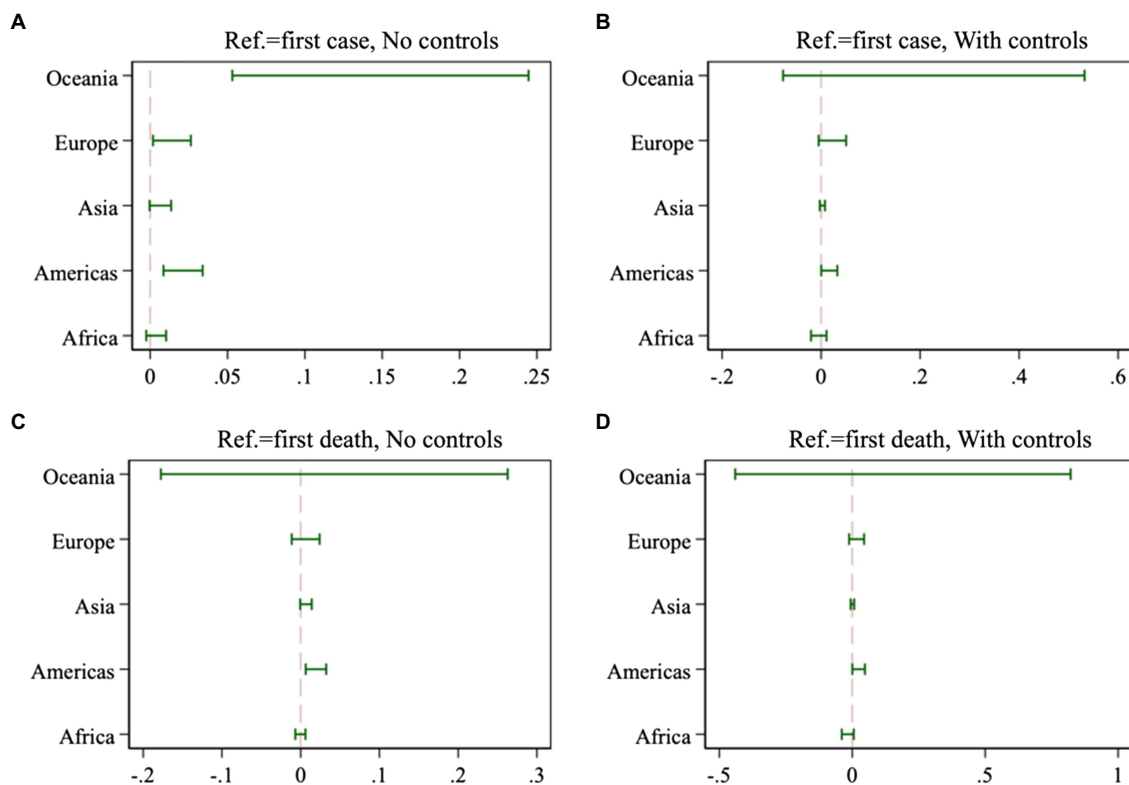 A
Ref.=first case, No controls
Oceania
Europe
Asia
Americas
Africa
0 .05 .1 .15 .2 .25
B
Ref.=first case, With controls
Oceania
Europe
Asia
Americas
Africa
-.2 0 .2 .4 .6
C
Ref.=first death, No controls
Oceania
Europe
Asia
Americas
Africa
-.2 -.1 0 .1 .2 .3
D
Ref.=first death, With controls
Oceania
Europe
Asia
Americas
Africa
-.5 0 .5 1